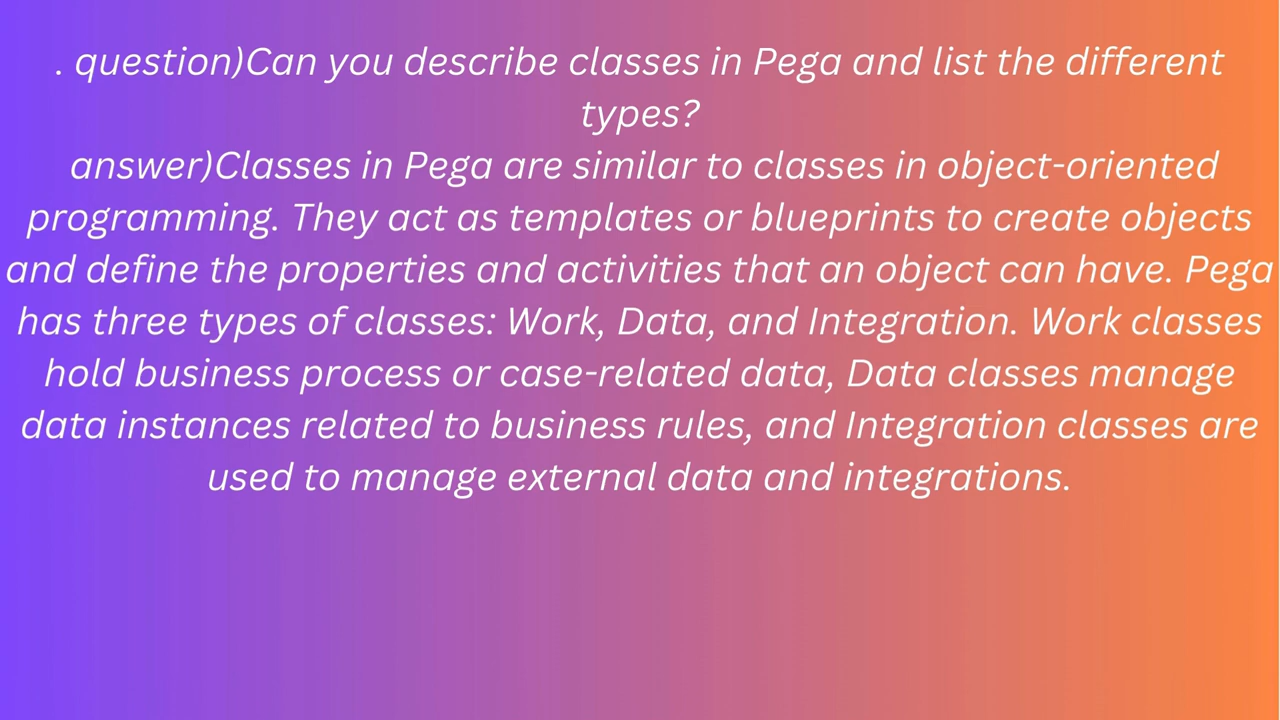 . question)Can you describe classes in Pega and list the different
types?
answer)Classes in Pega are similar to classes in object-oriented
programming. They act as templates or blueprints to create objects
and define the properties and activities that an object can have. Pega
has three types of classes: Work, Data, and Integration. Work classes
hold business process or case-related data, Data classes manage
data instances related to business rules, and Integration classes are
used to manage external data and integrations.